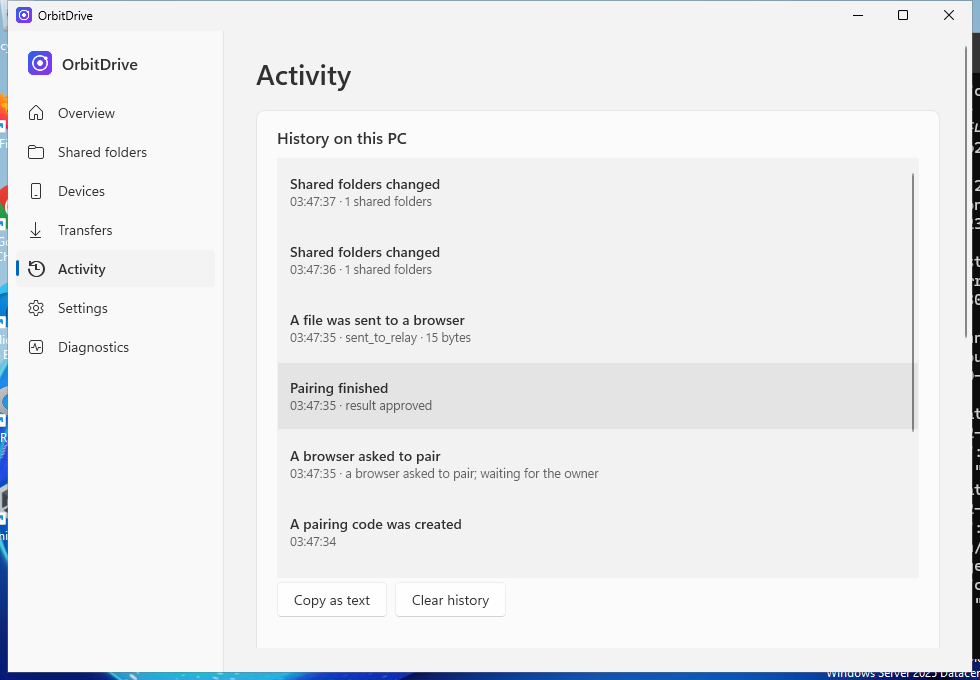 OrbitDrive
OrbitDrive
Overview
Shared folders
Devices
Transfers
Activity
Settings
Diagnostics
Activity
History on this PC
Shared folders changed
03:47:37 · 1 shared folders
Shared folders changed
03:47:36 · 1 shared folders
A file was sent to a browser
03:47:35 · sent_to_relay · 15 bytes
Pairing finished
03:47:35 · result approved
A browser asked to pair
03:47:35 · a browser asked to pair; waiting for the owner
A pairing code was created
03:47:34
Copy as text
Clear history
Windows Server 2025 Datacen